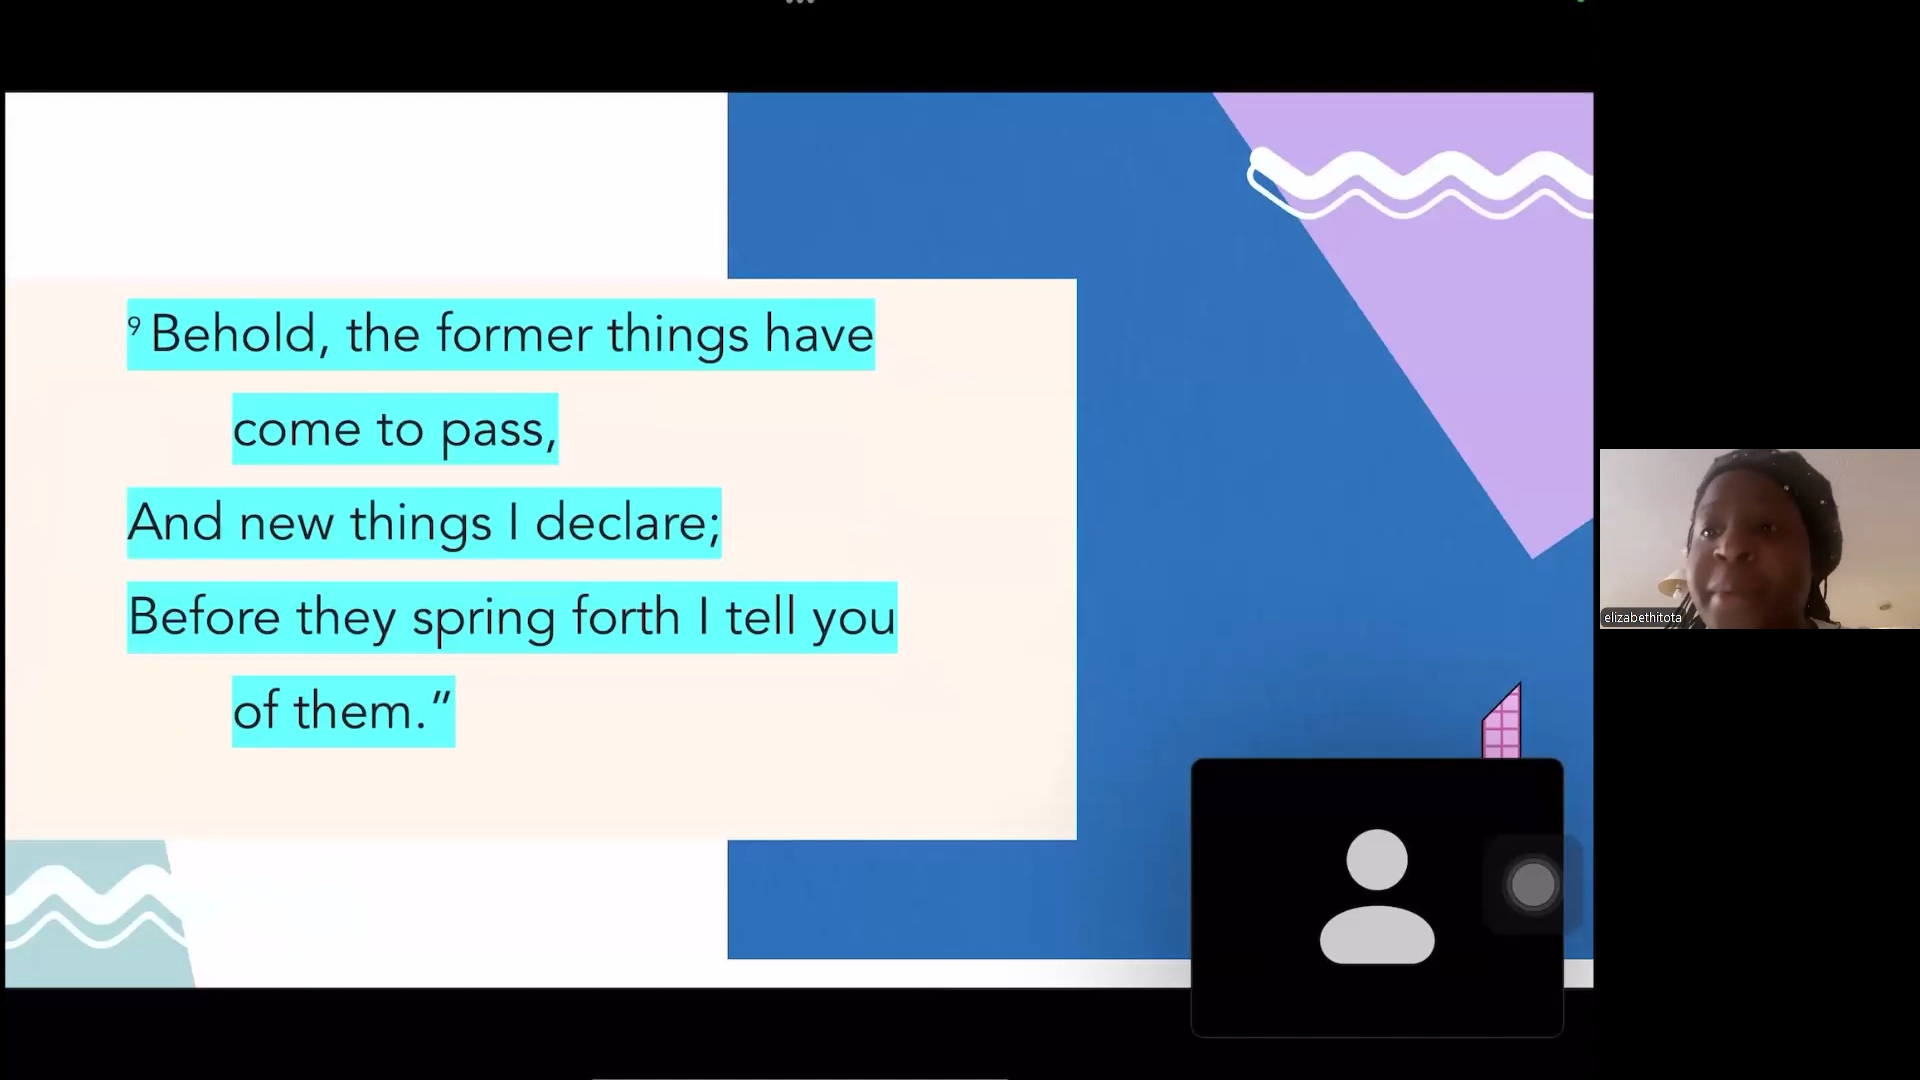 9 Behold, the former things have
come to pass,
And new things I declare;
Before they spring forth I tell you
of them.“
elizabethitota